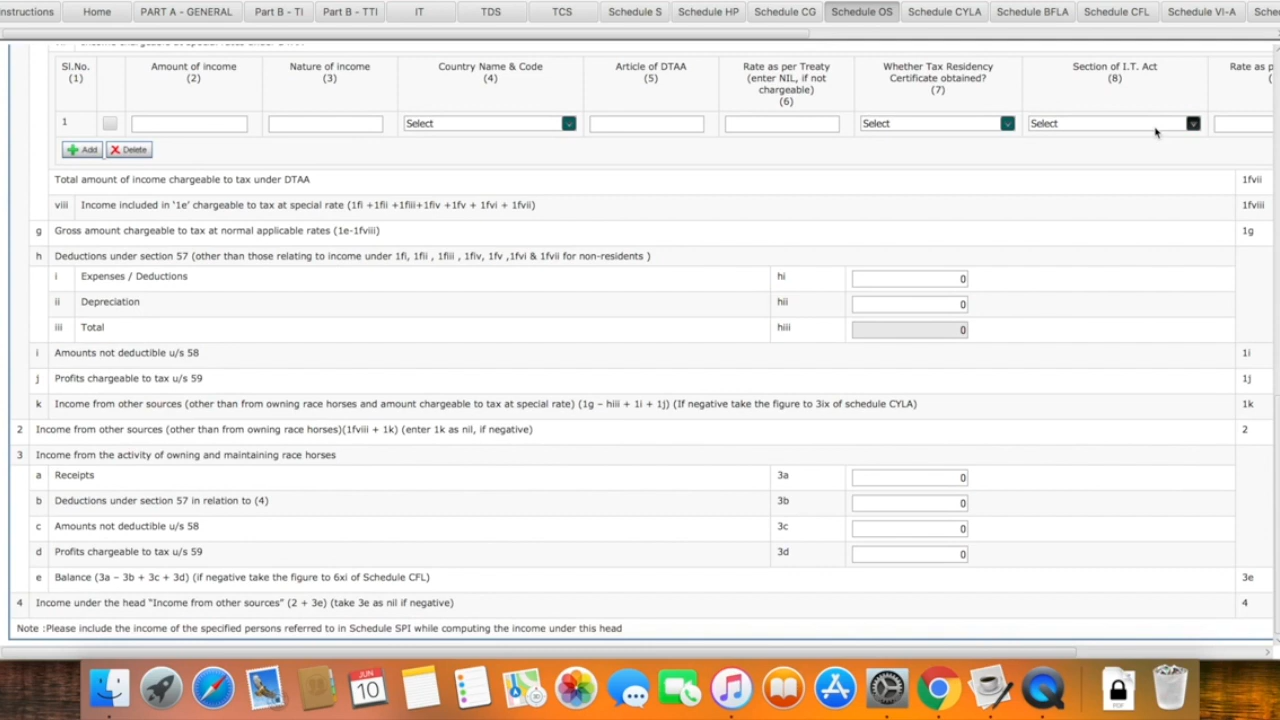 nstructions Home PART A - GENERAL Part B - TI Part B - TTI IT TDS TCS Schedule S Schedule HP Schedule CG Schedule OS Schedule CYLA Schedule BFLA Schedule CFL Schedule VI-A Sche
Sl.No. (1) Amount of income (2) Nature of income (3) Country Name & Code (4) Article of DTAA (5) Rate as per Treaty (enter NIL, if not chargeable) (6) Whether Tax Residency Certificate obtained? (7) Section of I.T. Act (8) Rate as p (
1 Select Select Select
Add Delete
Total amount of income chargeable to tax under DTAA 1fvii
viii Income included in '1e' chargeable to tax at special rate (1fi +1fii +1fiii+1fiv +1fv + 1fvi + 1fvii) 1fviii
g Gross amount chargeable to tax at normal applicable rates (1e-1fviii) 1g
h Deductions under section 57 (other than those relating to income under 1fi, 1fii , 1fiii , 1fiv, 1fv ,1fvi & 1fvii for non-residents )
i Expenses / Deductions hi 0
ii Depreciation hii 0
iii Total hiii 0
i Amounts not deductible u/s 58 1i
j Profits chargeable to tax u/s 59 1j
k Income from other sources (other than from owning race horses and amount chargeable to tax at special rate) (1g – hiii + 1i + 1j) (If negative take the figure to 3ix of schedule CYLA) 1k
2 Income from other sources (other than from owning race horses)(1fviii + 1k) (enter 1k as nil, if negative) 2
3 Income from the activity of owning and maintaining race horses
a Receipts 3a 0
b Deductions under section 57 in relation to (4) 3b 0
c Amounts not deductible u/s 58 3c 0
d Profits chargeable to tax u/s 59 3d 0
e Balance (3a – 3b + 3c + 3d) (if negative take the figure to 6xi of Schedule CFL) 3e
4 Income under the head "Income from other sources" (2 + 3e) (take 3e as nil if negative) 4
Note :Please include the income of the specified persons referred to in Schedule SPI while computing the income under this head
JUN
10